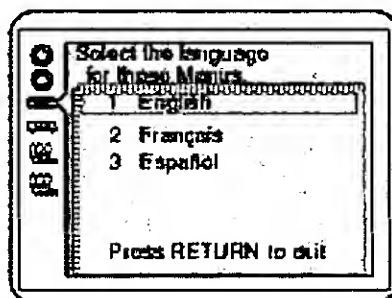 Select the language
for these Menus.
1 English
2 Français
3 Español
Press RETURN to quit